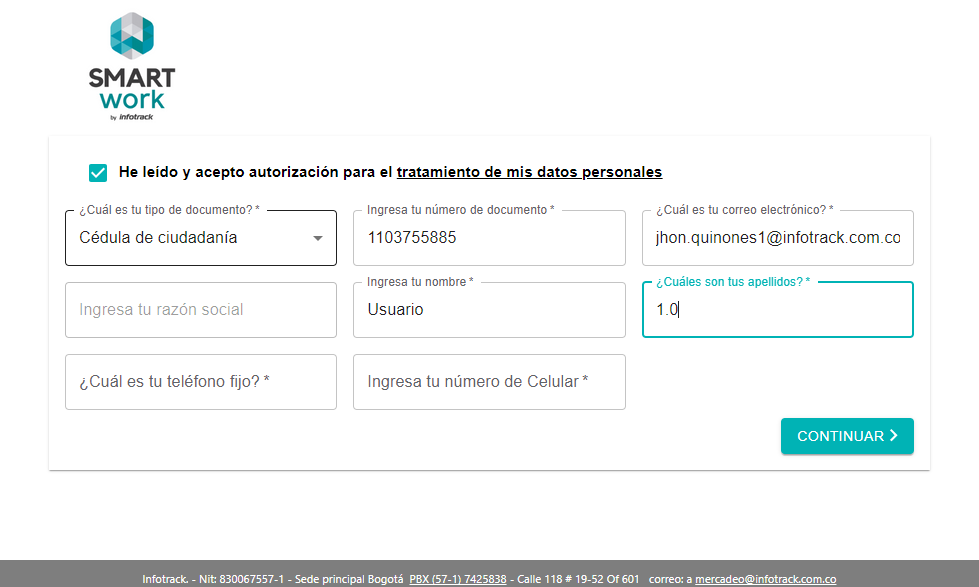 SMART
work
by infotrack
He leído y acepto autorización para el tratamiento de mis datos personales
¿Cuál es tu tipo de documento? *
Cédula de ciudadanía
Ingresa tu número de documento *
1103755885
¿Cuál es tu correo electrónico? *
jhon.quinones1@infotrack.com.co
Ingresa tu razón social
Ingresa tu nombre *
Usuario
¿Cuáles son tus apellidos? *
1.0
¿Cuál es tu teléfono fijo? *
Ingresa tu número de Celular *
CONTINUAR
Infotrack. - Nit: 830067557-1 - Sede principal Bogotá PBX (57-1) 7425838 - Calle 118 # 19-52 Of 601 correo: a mercadeo@infotrack.com.co